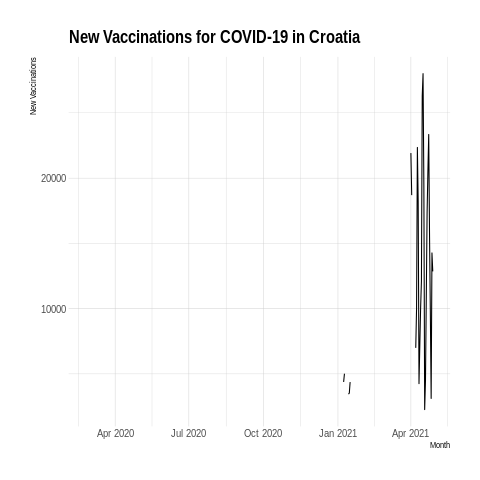 New Vaccinations for COVID-19 in Croatia
New Vaccinations
20000
10000
Apr 2020 Jul 2020 Oct 2020 Jan 2021 Apr 2021
Month